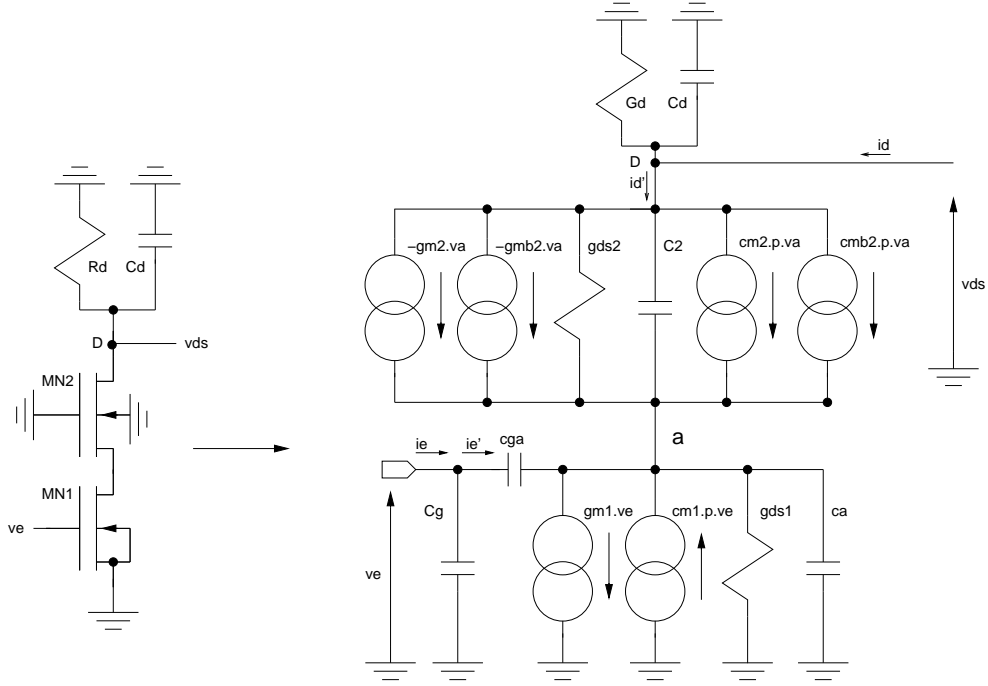 Rd
Cd
D
vds
MN2
MN1
ve
Gd
Cd
D
id
id'
−gm2.va
−gmb2.va
gds2
C2
cm2.p.va
cmb2.p.va
vds
a
ie
ie'
cga
Cg
gm1.ve
cm1.p.ve
gds1
ca
ve